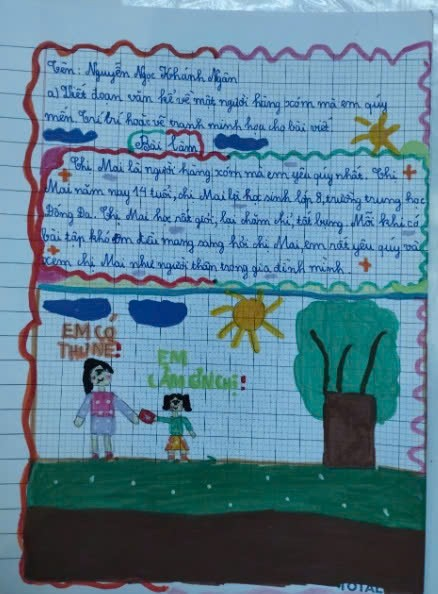 Tên: Nguyễn Ngọc Khánh Ngân
a) Viết đoạn văn kể về một người hàng xóm mà em quý
mến Trí trí hoặc vẽ tranh minh họa cho bài viết
Bài làm
Chị Mai là người hàng xóm mà em yêu quý nhất. Chị
Mai năm nay 14 tuổi, chị Mai là học sinh lớp 8, trường trung học
Đống Đa. Chị Mai học rất giỏi, lại chăm chỉ, tốt bụng. Mỗi khi có
bài tập khó em đều mang sang hỏi chị Mai, em rất yêu quý và
xem chị Mai như người thân trong gia đình mình
EM CÓ
THƯ NÈ!
EM
CẢM ƠN CHỊ!
TOTAL